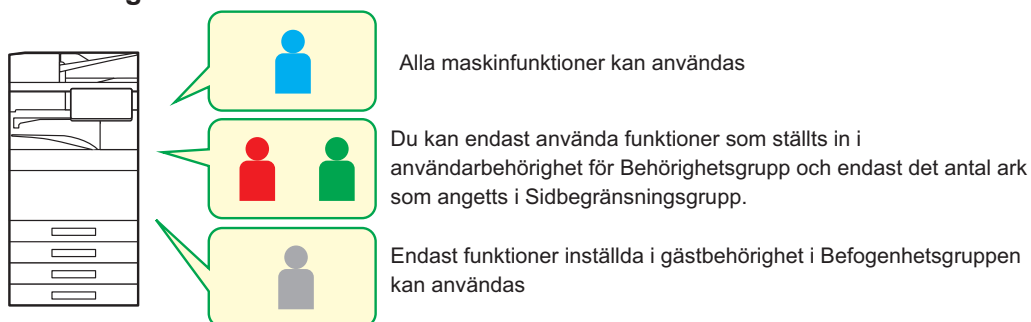 Alla maskinfunktioner kan användas
Du kan endast använda funktioner som ställts in i
användarbehörighet för Behörighetsgrupp och endast det antal ark
som angetts i Sidbegränsningsgrupp.
Endast funktioner inställda i gästbehörighet i Befogenhetsgruppen
kan användas